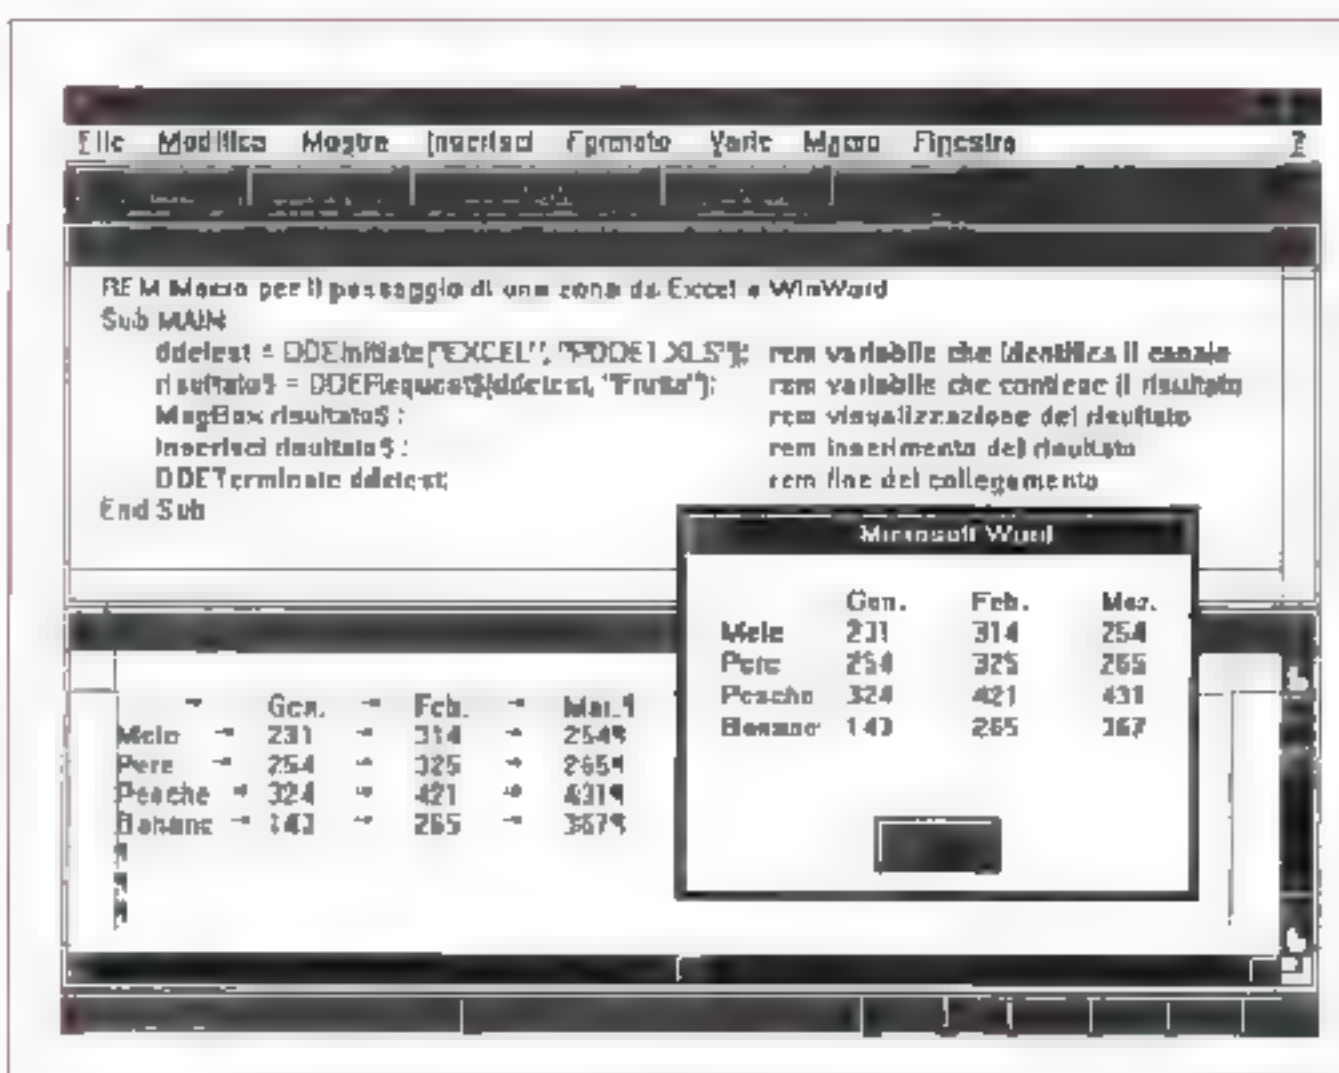 File Modifica Mostra Inserisci Formato Varie Macro Finestra ?
REM Macro per il passaggio di una zona da Excel a WinWord
Sub MAIN
ddetest = DDEInitiate("EXCEL", "PDDE1.XLS"); rem variabile che identifica il canale
risultato$ = DDERequest$(ddetest, "Frutta"); rem variabile che contiene il risultato
MsgBox risultato$ : rem visualizzazione del risultato
Inserisci risultato$ : rem inserimento del risultato
DDETerminate ddetest; rem fine del collegamento
End Sub
Microsoft Word
Gen. Feb. Mar.
Mele 231 314 254
Pere 254 325 265
Pesche 324 421 431
Banane 143 265 367
→ Gen. → Feb. → Mar.¶
Mele → 231 → 314 → 254¶
Pere → 254 → 325 → 265¶
Pesche → 324 → 421 → 431¶
Banane → 143 → 265 → 367¶
¶